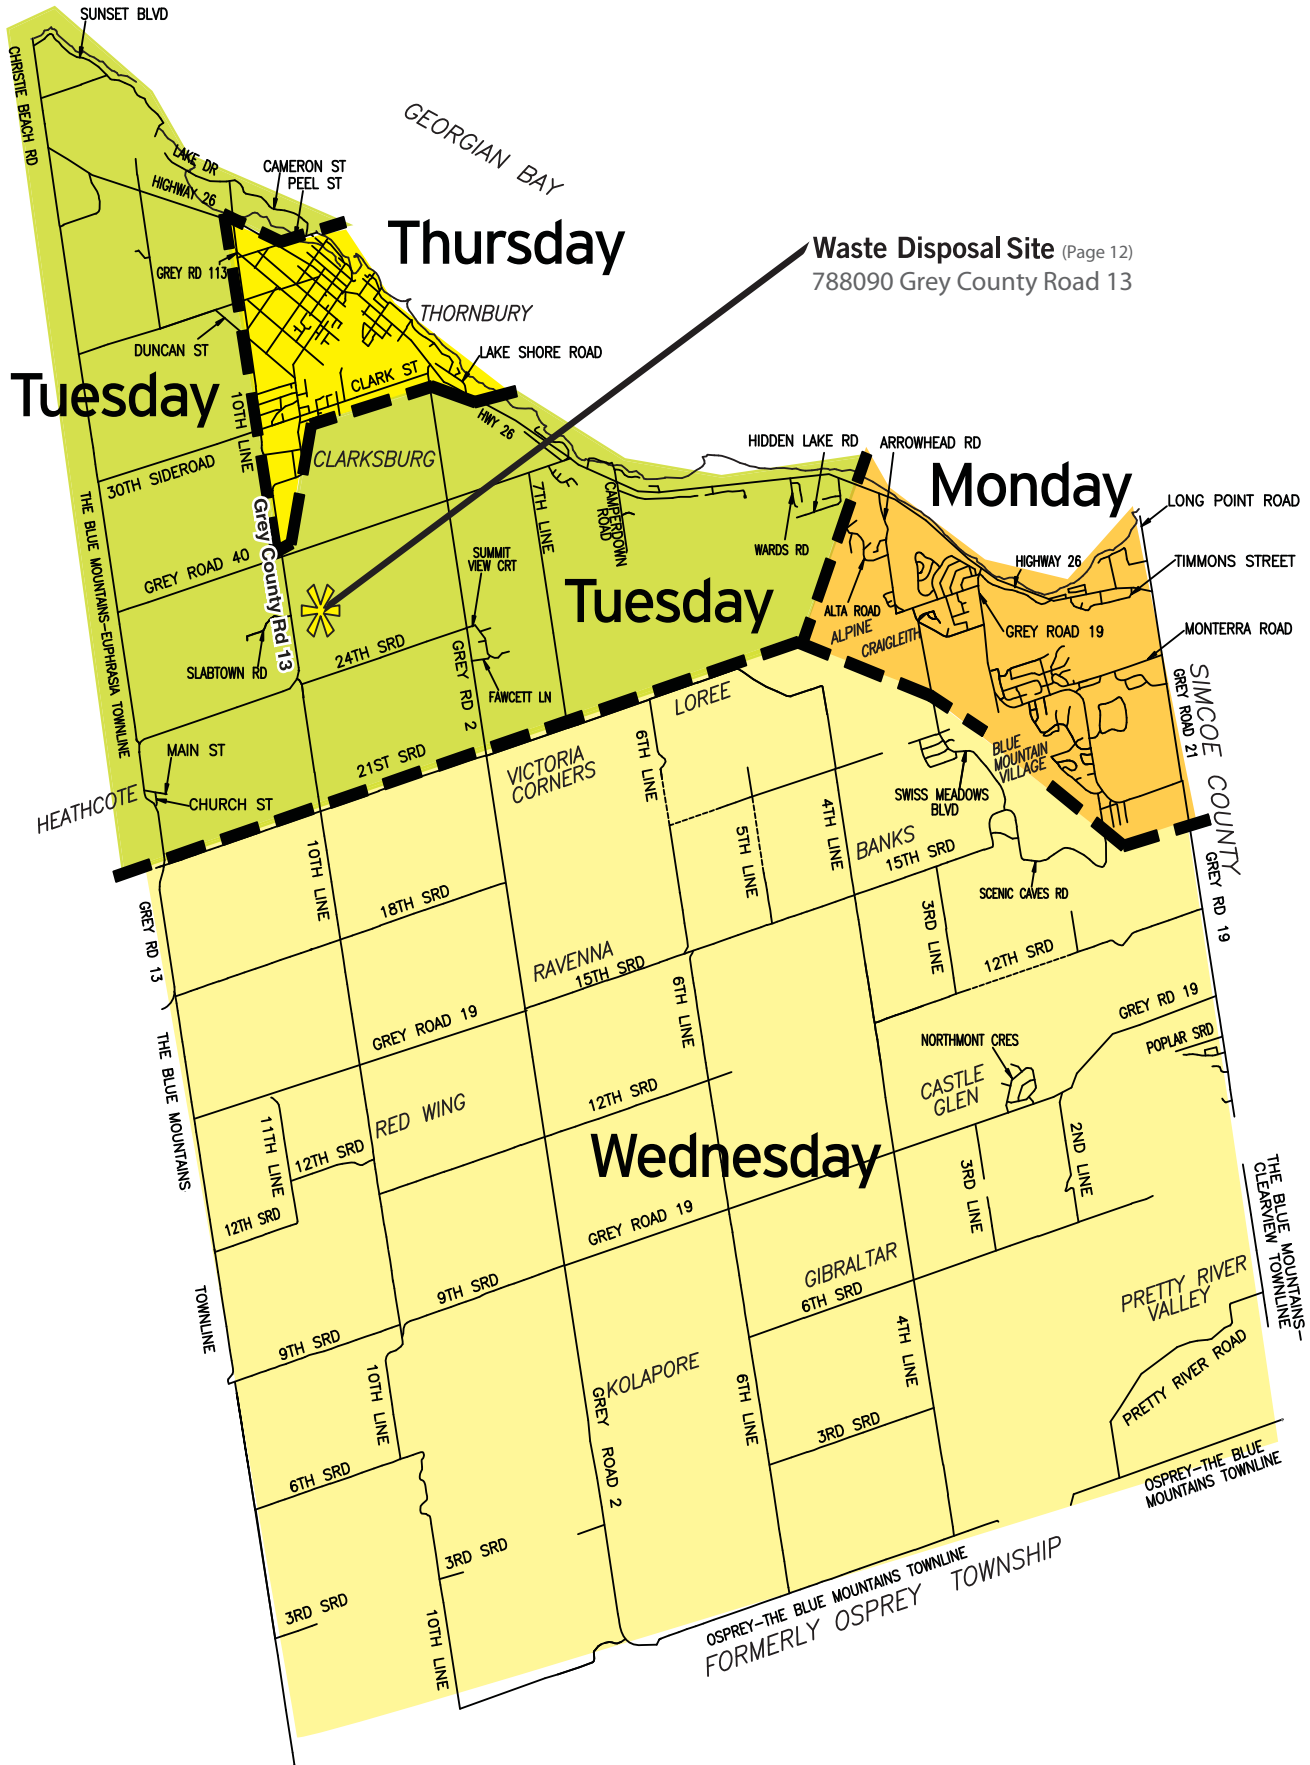 SUNSET BLVD
CHRISTIE BEACH RD
GEORGIAN BAY
LAKE DR
CAMERON ST
PEEL ST
HIGHWAY 26
Thursday
Waste Disposal Site (Page 12)
788090 Grey County Road 13
GREY RD 113
THORNBURY
DUNCAN ST
LAKE SHORE ROAD
Tuesday
CLARK ST
10TH LINE
HWY 26
HIDDEN LAKE RD
ARROWHEAD RD
CLARKSBURG
30TH SIDEROAD
Monday
LONG POINT ROAD
THE BLUE MOUNTAINS-EUPHRASIA TOWNLINE
Grey County Rd 13
7TH LINE
CAMPERDOWN
ROAD
WARDS RD
GREY ROAD 40
SUMMIT
VIEW CRT
HIGHWAY 26
TIMMONS STREET
Tuesday
ALTA ROAD
ALPINE
CRAIGLEITH
GREY ROAD 19
MONTERRA ROAD
SLABTOWN RD
24TH SRD
GREY RD 2
FAWCETT LN
LOREE
SIMCOE COUNTY
GREY ROAD 21
MAIN ST
21ST SRD
VICTORIA
CORNERS
6TH LINE
BLUE
MOUNTAIN
VILLAGE
HEATHCOTE
CHURCH ST
SWISS MEADOWS
BLVD
4TH LINE
5TH LINE
BANKS
15TH SRD
10TH LINE
SCENIC CAVES RD
GREY RD 19
18TH SRD
3RD LINE
GREY RD 13
RAVENNA
15TH SRD
12TH SRD
6TH LINE
GREY RD 19
GREY ROAD 19
THE BLUE MOUNTAINS
NORTHMONT CRES
POPLAR SRD
12TH SRD
CASTLE
GLEN
RED WING
11TH LINE
12TH SRD
Wednesday
2ND LINE
3RD LINE
12TH SRD
GREY ROAD 19
THE BLUE MOUNTAINS-
CLEARVIEW TOWNLINE
GIBRALTAR
6TH SRD
9TH SRD
PRETTY RIVER
VALLEY
TOWNLINE
9TH SRD
4TH LINE
10TH LINE
KOLAPORE
6TH LINE
PRETTY RIVER ROAD
GREY ROAD 2
3RD SRD
6TH SRD
OSPREY-THE BLUE
MOUNTAINS TOWNLINE
3RD SRD
3RD SRD
10TH LINE
OSPREY-THE BLUE MOUNTAINS TOWNLINE
FORMERLY OSPREY TOWNSHIP